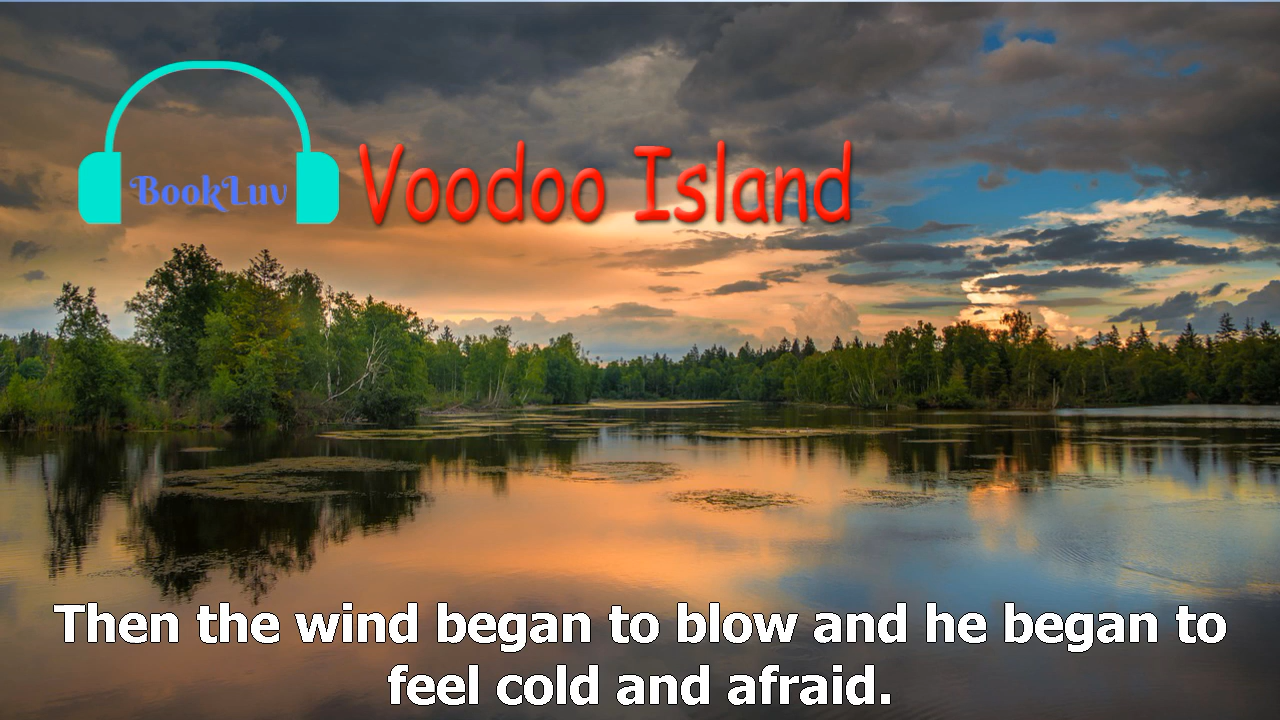 BookLuv
Voodoo Island
Then the wind began to blow and he began to
feel cold and afraid.